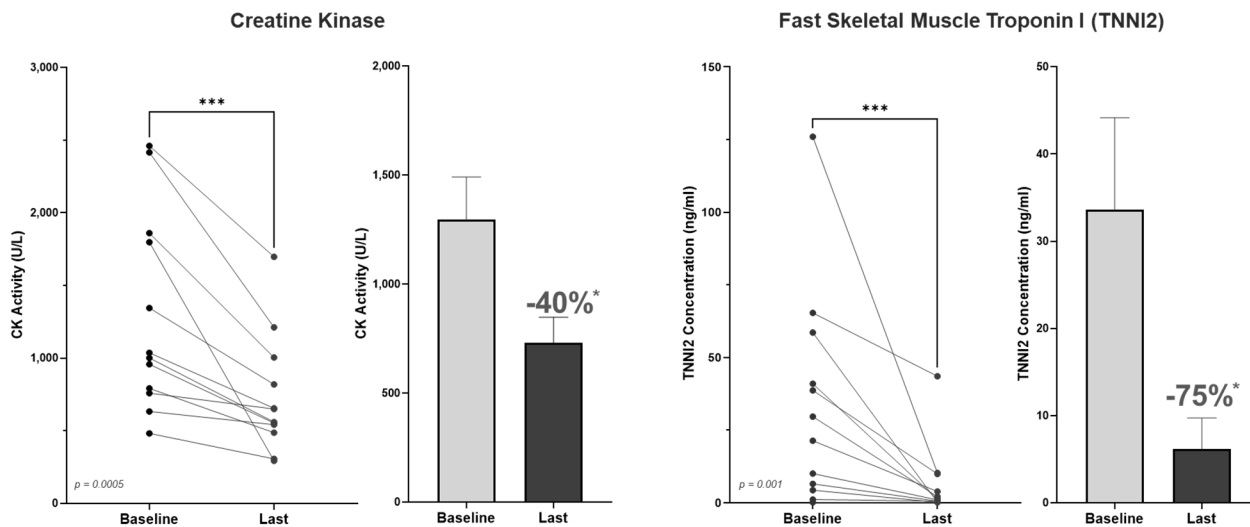 Creatine Kinase
3,000
2,000
1,000
0
CK Activity (U/L)
***
p = 0.0005
Baseline
Last
2,000
1,500
1,000
500
0
CK Activity (U/L)
-40%*
Baseline
Last
Fast Skeletal Muscle Troponin I (TNNI2)
150
100
50
0
TNNI2 Concentration (ng/ml)
***
p = 0.001
Baseline
Last
50
40
30
20
10
0
TNNI2 Concentration (ng/ml)
-75%*
Baseline
Last